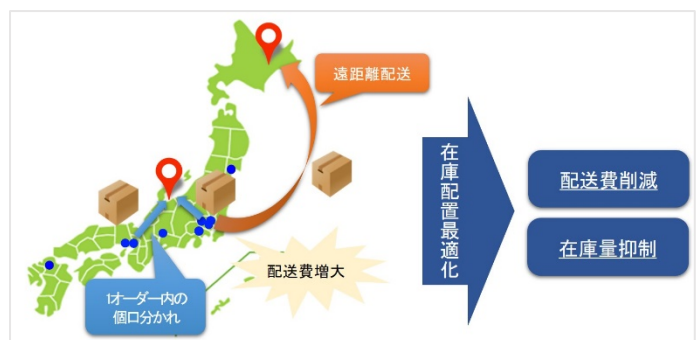 遠距離配送
配送費増大
1オーダー内の
個口分かれ
在庫配置最適化
配送費削減
在庫量抑制